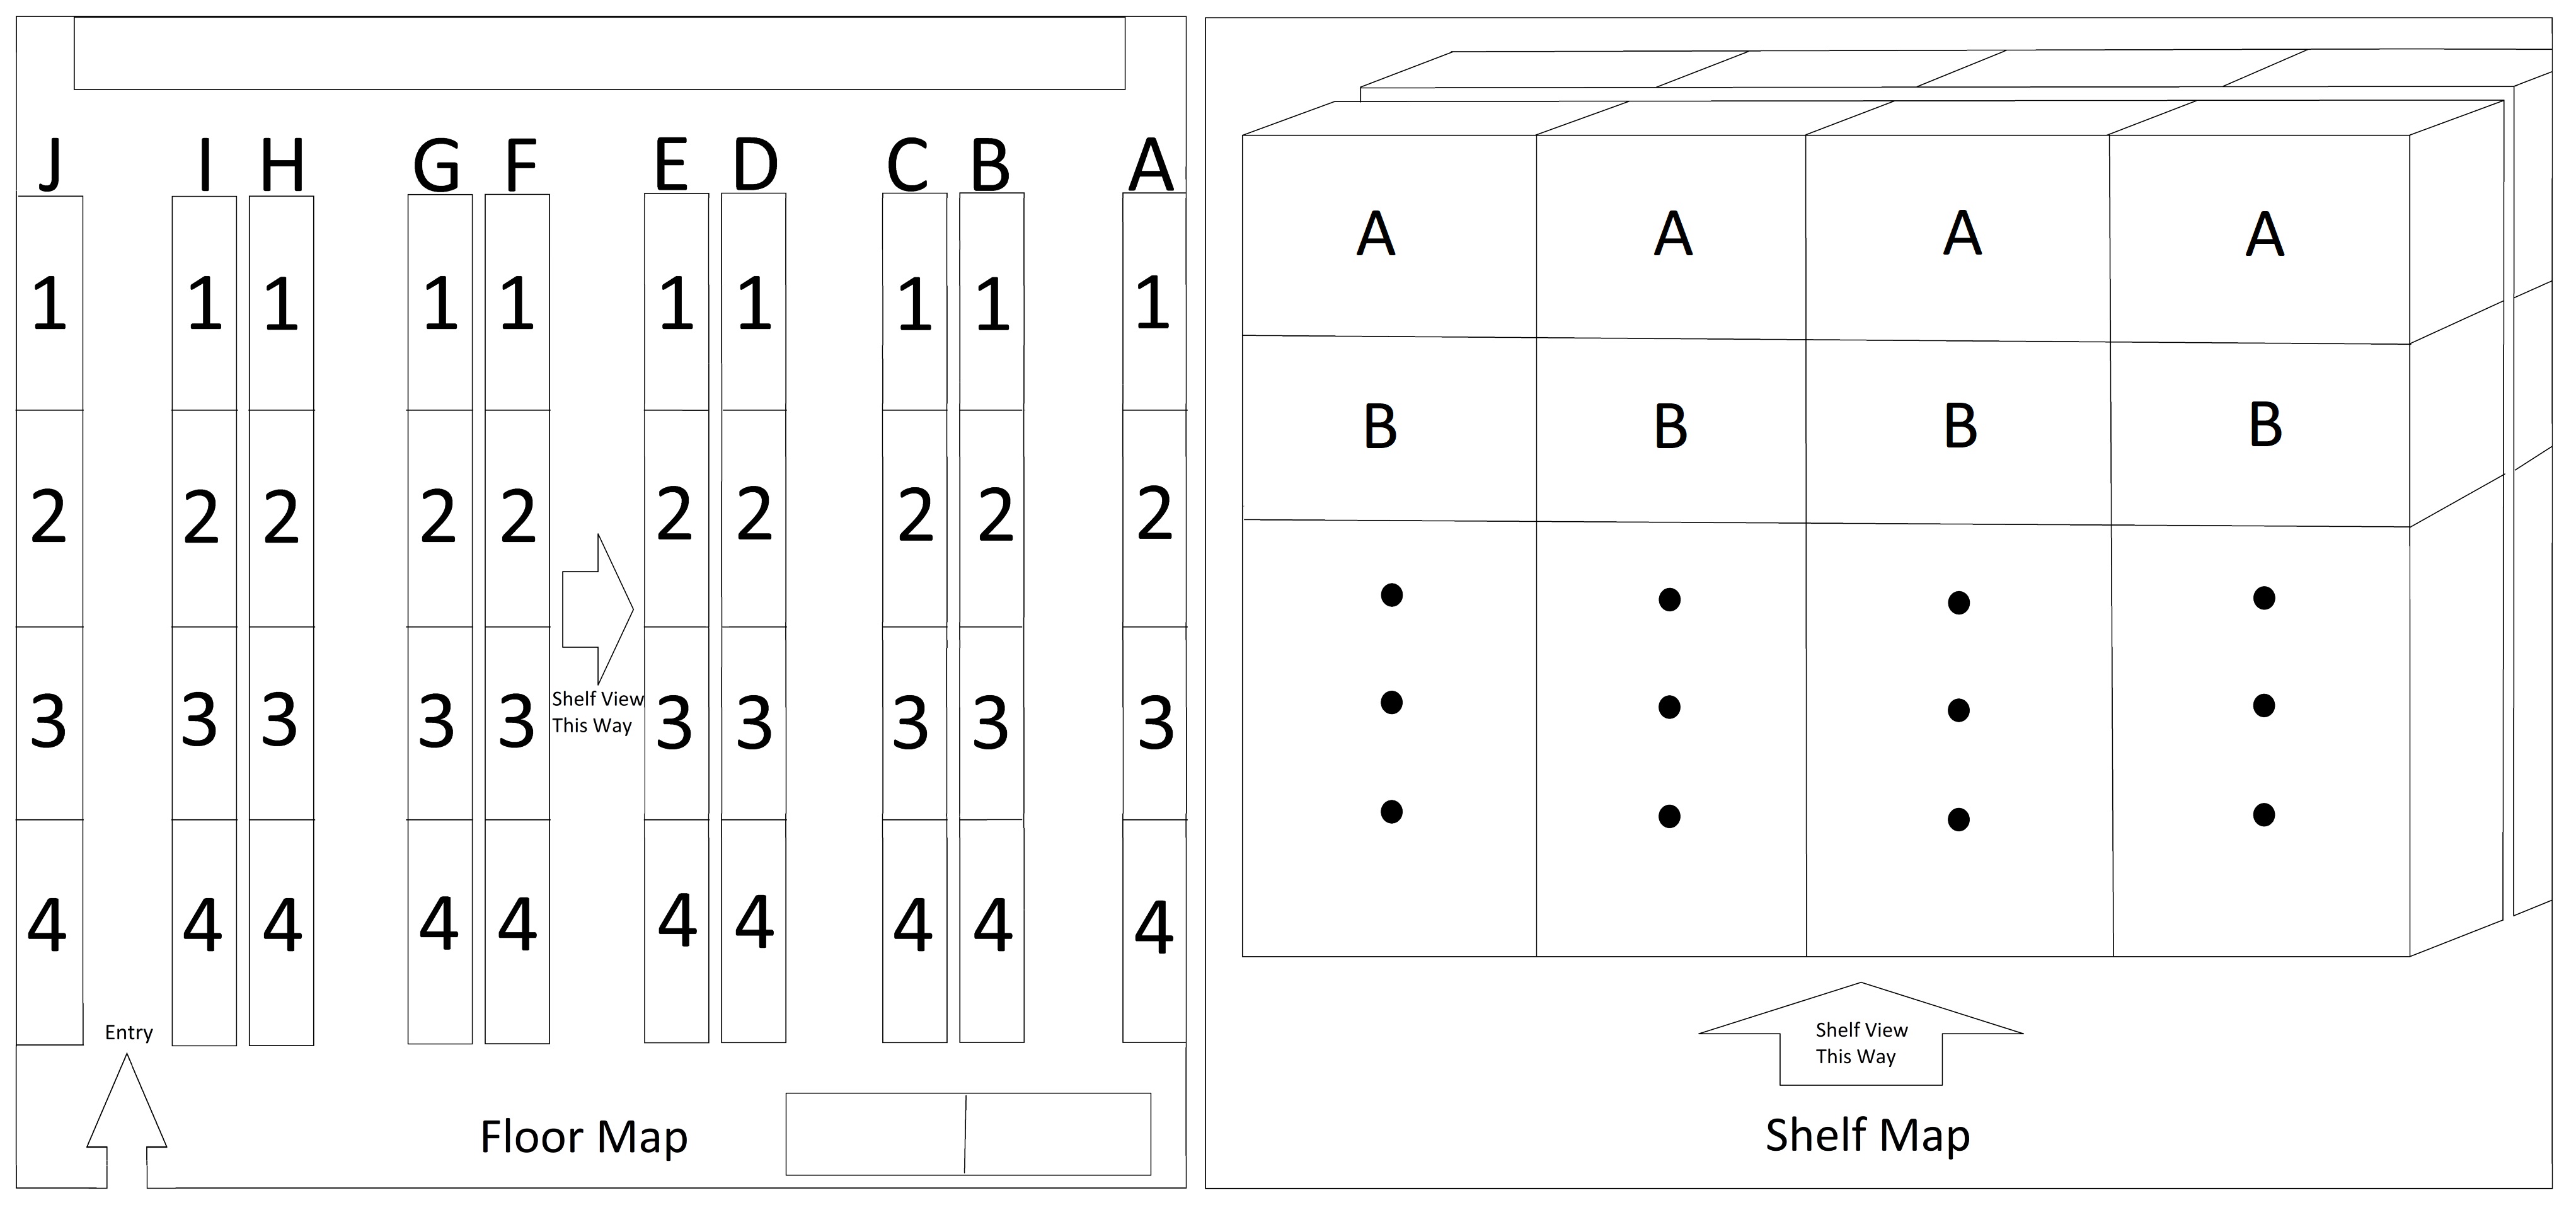 J I H G F E D C B A
1 1 1 1 1 1 1 1 1 1
2 2 2 2 2 2 2 2 2 2
3 3 3 3 3 3 3 3 3 3
4 4 4 4 4 4 4 4 4 4
Shelf View
This Way
Entry
Floor Map
A A A A
B B B B
Shelf View
This Way
Shelf Map